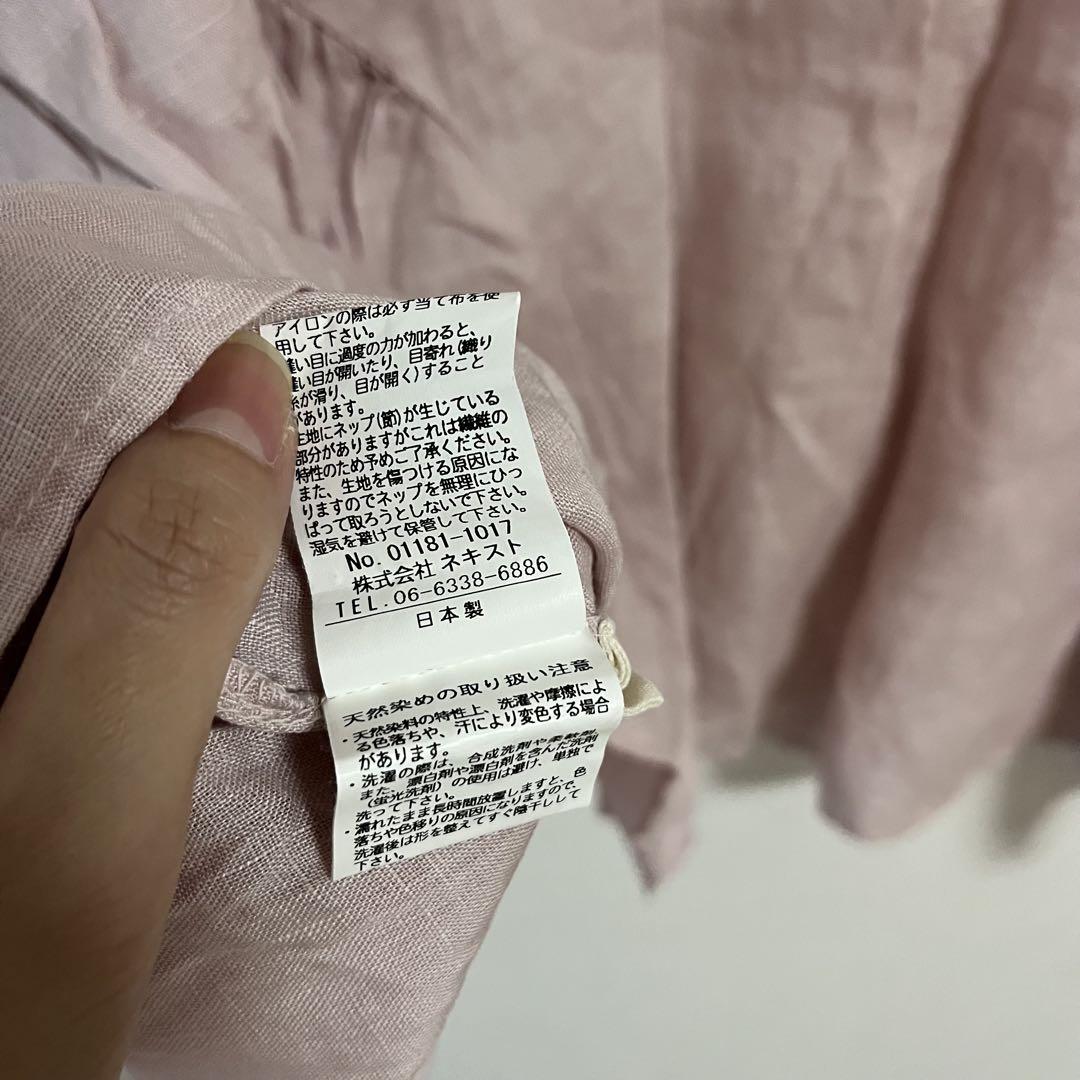 アイロンの際は必ず当て布を使
用して下さい。
縫い目に過度の力が加わると、
縫い目が開いたり、目寄れ(織り
糸が滑り、目が開く)すること
があります。
生地にネップ(節)が生じている
部分がありますがこれは繊維の
特性のため予めご了承ください。
また、生地を傷つける原因にな
りますのでネップを無理にひっ
ぱって取ろうとしないで下さい。
湿気を避けて保管して下さい。
No. 01181-1017
株式会社 ネキスト
TEL. 06-6338-6886
日本製
天然染めの取り扱い注意
・天然染料の特性上、洗濯や摩擦によ
る色落ちや、汗により変色する場合
があります。
・洗濯の際は、合成洗剤や柔軟剤、
また、漂白剤や漂白剤を含んだ洗剤
(蛍光洗剤)の使用は避け、単独で
洗って下さい。
・濡れたまま長時間放置しますと、色
落ちや色移りの原因になりますので、
洗濯後は形を整えてすぐ陰干しして
下さい。